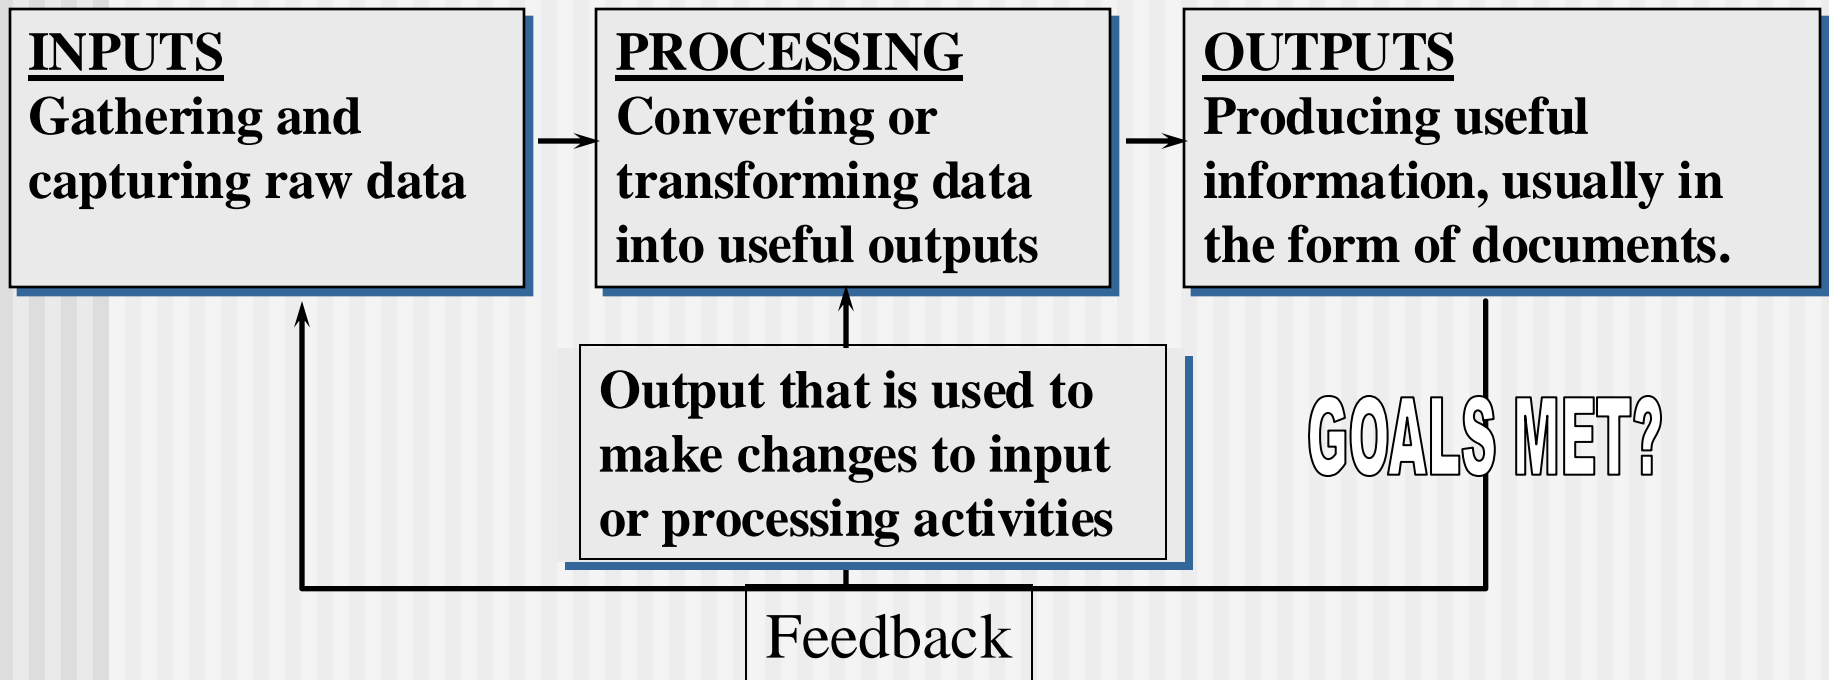 INPUTS
Gathering and
capturing raw data
PROCESSING
Converting or
transforming data
into useful outputs
OUTPUTS
Producing useful
information, usually in
the form of documents.
Output that is used to
make changes to input
or processing activities
GOALS MET?
Feedback